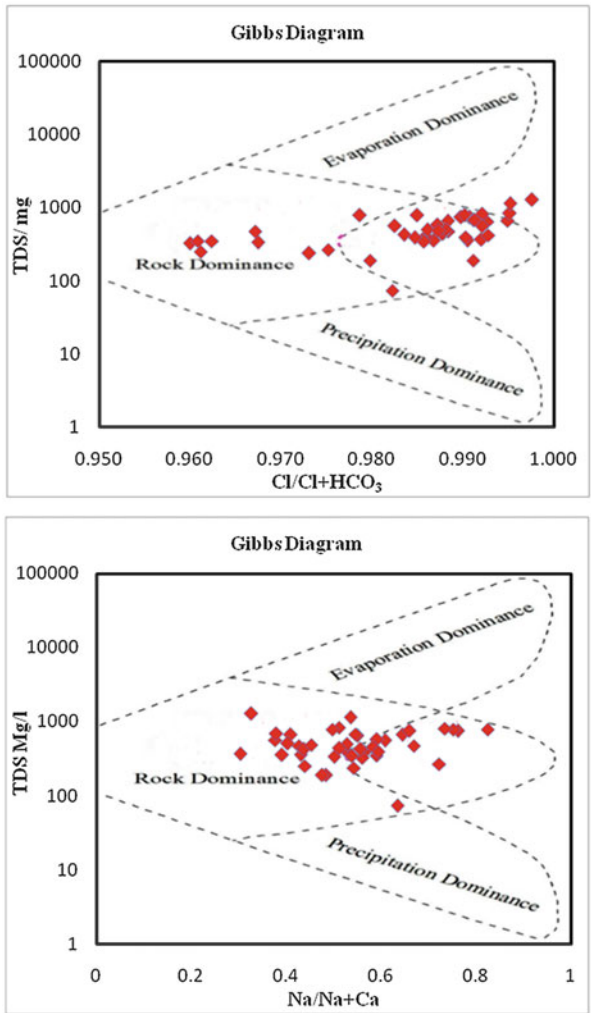 Gibbs Diagram
100000
10000
1000
100
10
1
TDS/ mg
Evaporation Dominance
Rock Dominance
Precipitation Dominance
0.950 0.960 0.970 0.980 0.990 1.000
Cl/Cl+HCO₃
Gibbs Diagram
100000
10000
1000
100
10
1
TDS Mg/l
Evaporation Dominance
Rock Dominance
Precipitation Dominance
0 0.2 0.4 0.6 0.8 1
Na/Na+Ca